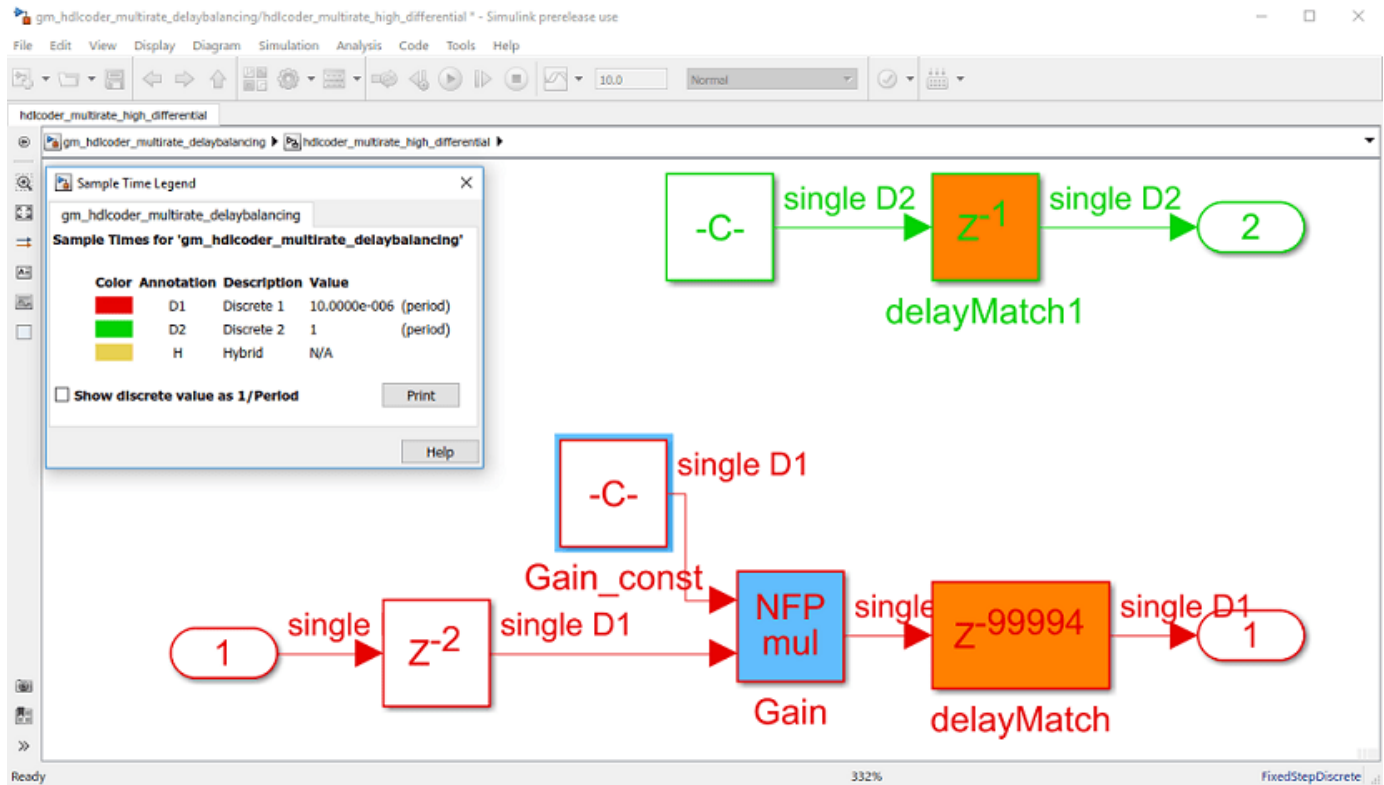 gm_hdlcoder_multirate_delaybalancing/hdlcoder_multirate_high_differential * - Simulink prerelease use
File Edit View Display Diagram Simulation Analysis Code Tools Help
10.0 Normal
hdlcoder_multirate_high_differential
gm_hdlcoder_multirate_delaybalancing hdlcoder_multirate_high_differential
Sample Time Legend
gm_hdlcoder_multirate_delaybalancing
Sample Times for 'gm_hdlcoder_multirate_delaybalancing'
Color Annotation Description Value
D1 Discrete 1 10.0000e-006 (period)
D2 Discrete 2 1 (period)
H Hybrid N/A
Show discrete value as 1/Period
Print
Help
-C-
single D2
Z-1
single D2
2
delayMatch1
-C-
single D1
Gain_const
1
single
Z-2
single D1
NFP
mul
Gain
single
Z-99994
delayMatch
single D1
1
Ready
332%
FixedStepDiscrete